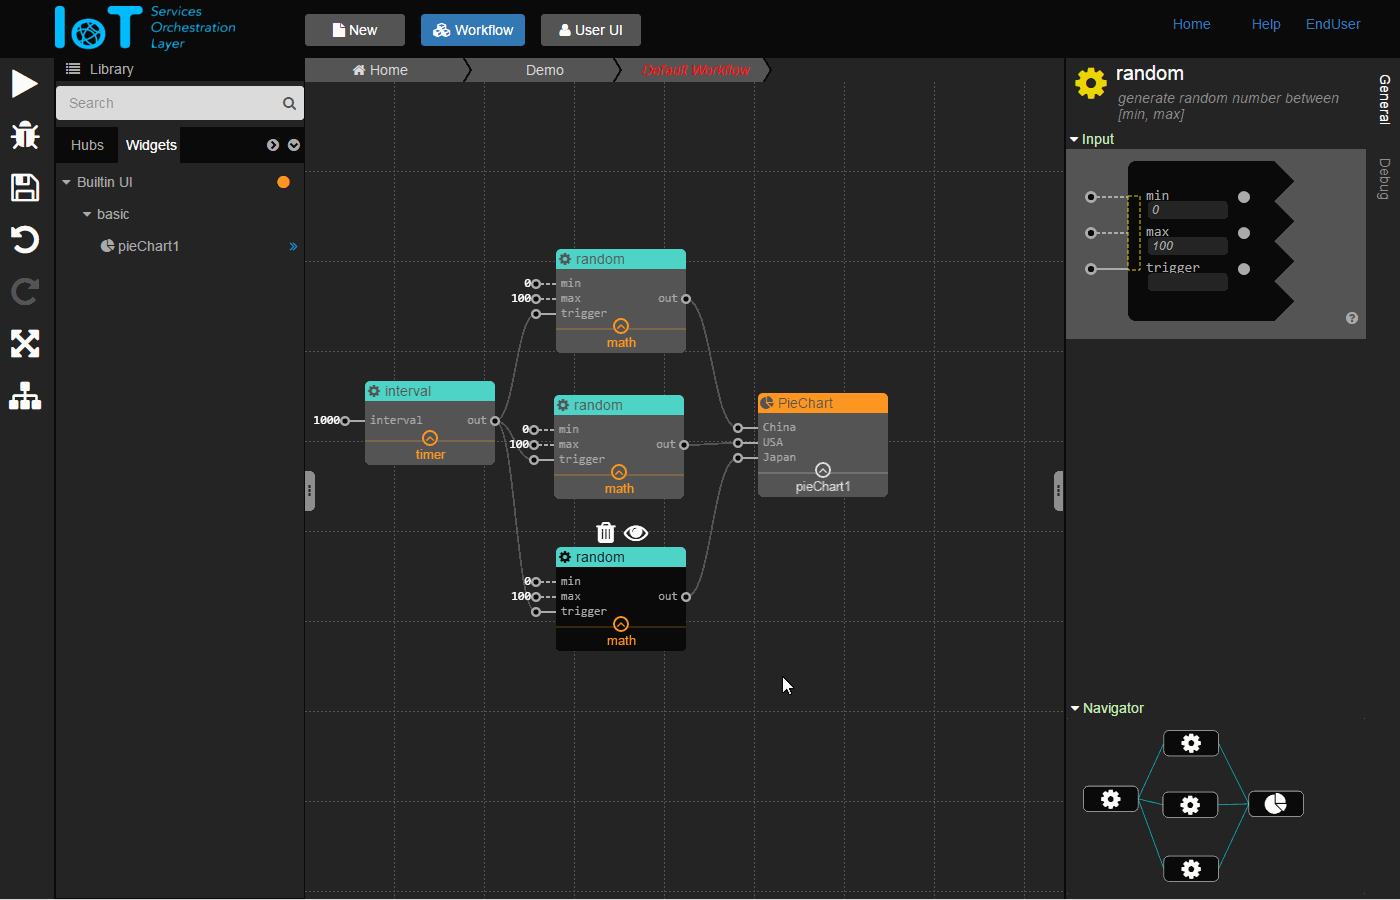 IoT Services
Orchestration
Layer
New
Workflow
User UI
Home
Help
EndUser
Library
Search
Hubs
Widgets
Builtin UI
basic
pieChart1
Home
Demo
Default Workflow
random
0 min
100 max
out
trigger
math
interval
1000 interval
out
timer
random
0 min
100 max
out
trigger
math
PieChart
China
USA
Japan
pieChart1
random
0 min
100 max
out
trigger
math
random
generate random number between
[min, max]
Input
min
0
max
100
trigger
?
General
Debug
Navigator